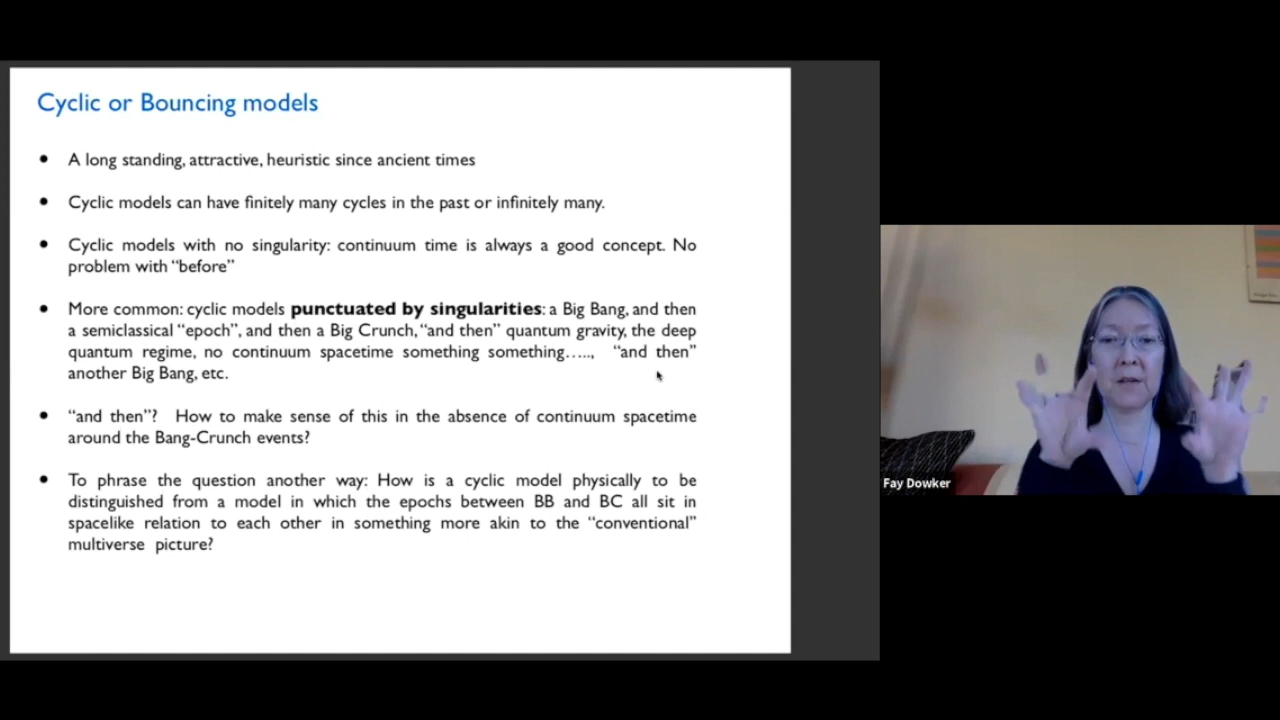 Cyclic or Bouncing models
• A long standing, attractive, heuristic since ancient times
• Cyclic models can have finitely many cycles in the past or infinitely many.
• Cyclic models with no singularity: continuum time is always a good concept. No
problem with “before”
• More common: cyclic models punctuated by singularities: a Big Bang, and then
a semiclassical “epoch”, and then a Big Crunch, “and then” quantum gravity, the deep
quantum regime, no continuum spacetime something something….., “and then”
another Big Bang, etc.
• “and then”? How to make sense of this in the absence of continuum spacetime
around the Bang-Crunch events?
• To phrase the question another way: How is a cyclic model physically to be
distinguished from a model in which the epochs between BB and BC all sit in
spacelike relation to each other in something more akin to the “conventional”
multiverse picture?
Fay Dowker